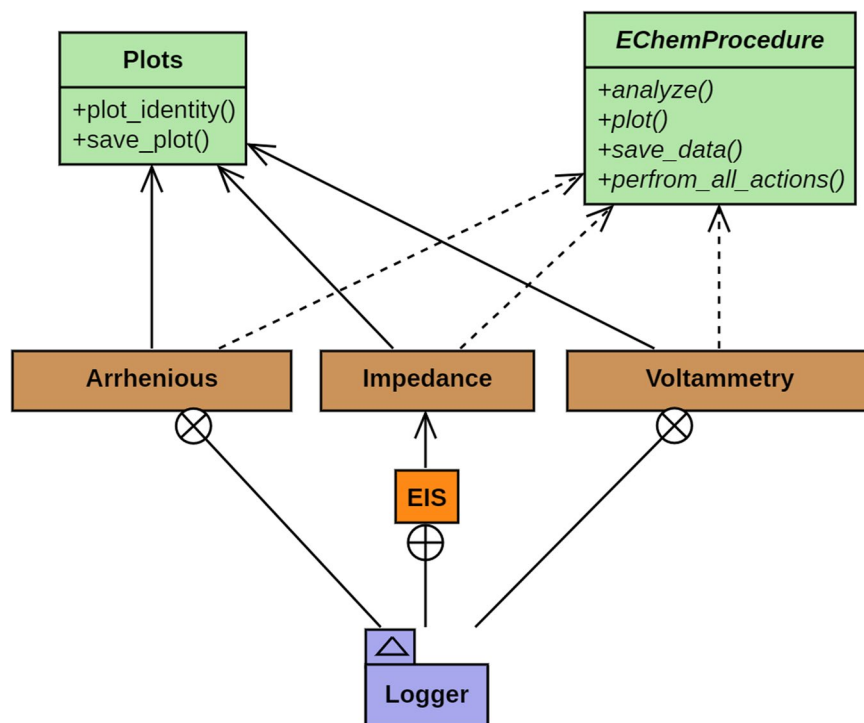 Plots
+plot_identity()
+save_plot()
EChemProcedure
+analyze()
+plot()
+save_data()
+perfrom_all_actions()
Arrhenious
Impedance
Voltammetry
EIS
Logger